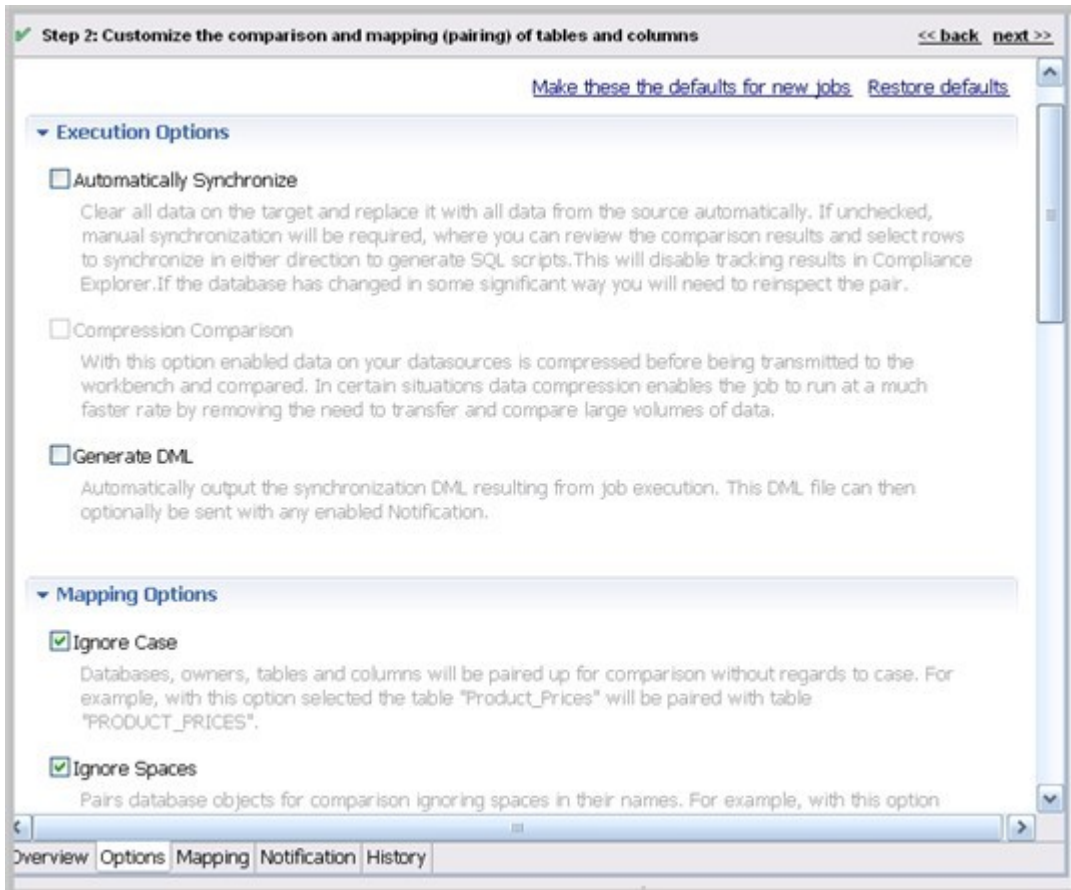 Step 2: Customize the comparison and mapping (pairing) of tables and columns
<< back next >>
Make these the defaults for new jobs Restore defaults
Execution Options
Automatically Synchronize
Clear all data on the target and replace it with all data from the source automatically. If unchecked,
manual synchronization will be required, where you can review the comparison results and select rows
to synchronize in either direction to generate SQL scripts.This will disable tracking results in Compliance
Explorer.If the database has changed in some significant way you will need to reinspect the pair.
Compression Comparison
With this option enabled data on your datasources is compressed before being transmitted to the
workbench and compared. In certain situations data compression enables the job to run at a much
faster rate by removing the need to transfer and compare large volumes of data.
Generate DML
Automatically output the synchronization DML resulting from job execution. This DML file can then
optionally be sent with any enabled Notification.
Mapping Options
Ignore Case
Databases, owners, tables and columns will be paired up for comparison without regards to case. For
example, with this option selected the table "Product_Prices" will be paired with table
"PRODUCT_PRICES".
Ignore Spaces
Pairs database objects for comparison ignoring spaces in their names. For example, with this option
Overview Options Mapping Notification History